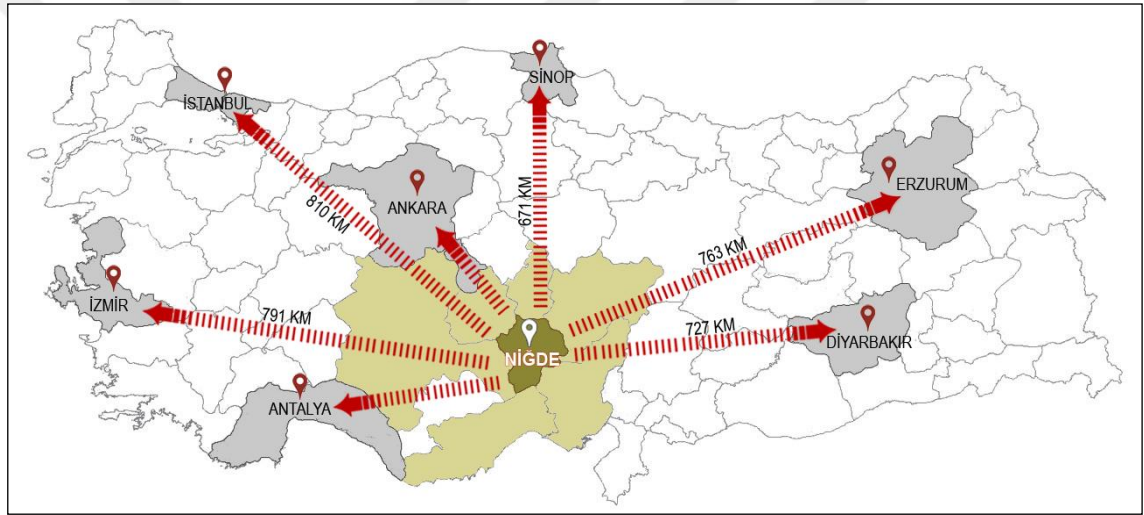 SİNOP
İSTANBUL
ERZURUM
ANKARA
810 KM
671 KM
763 KM
İZMİR
791 KM
727 KM
DİYARBAKIR
NİĞDE
ANTALYA